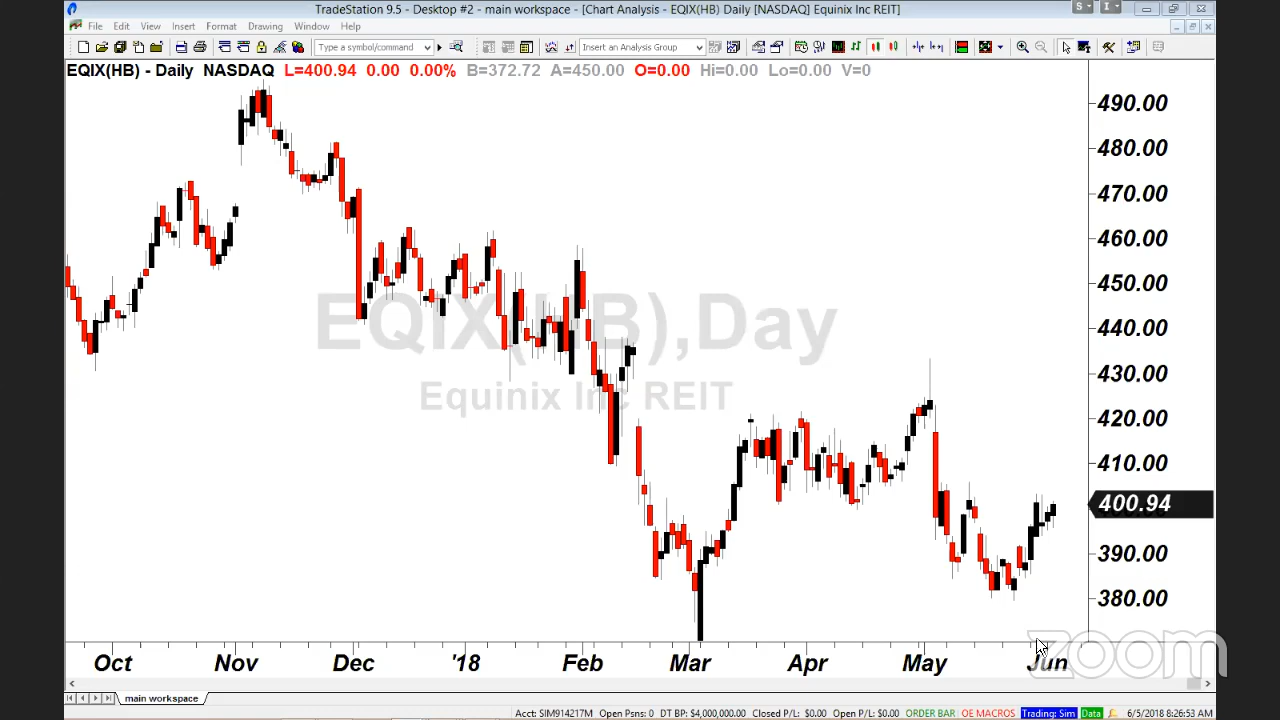 TradeStation 9.5 - Desktop #2 - main workspace - [Chart Analysis - EQIX(HB) Daily [NASDAQ] Equinix Inc REIT]
S I
File Edit View Insert Format Drawing Window Help
Type a symbol/command Insert an Analysis Group
EQIX(HB) - Daily NASDAQ L=400.94 0.00 0.00% B=372.72 A=450.00 O=0.00 Hi=0.00 Lo=0.00 V=0
490.00
480.00
470.00
460.00
450.00
440.00
EQIX(HB),Day
430.00
Equinix Inc REIT
420.00
410.00
400.94
390.00
380.00
zoom
Oct Nov Dec '18 Feb Mar Apr May Jun
main workspace
Acct: SIM914217M Open Psns: 0 DT BP: $4,000,000.00 Closed P/L: $0.00 Open P/L: $0.00 ORDER BAR OE MACROS Trading: Sim Data 6/5/2018 8:26:53 AM